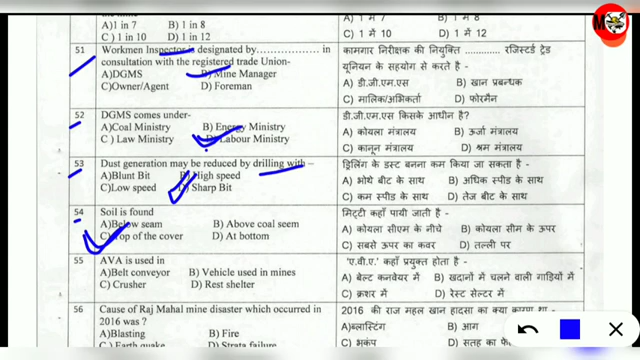 A)1 in 7 B) 1 in 8
C ) 1 in 10 D) 1 in 12
51 Workmen Inspector is designated by................. in
consultation with the registered trade Union-
A)DGMS B) Mine Manager
C)Owner/Agent D) Foreman
52 DGMS comes under-
A)Coal Ministry B) Energy Ministry
C ) Law Ministry D) Labour Ministry
53 Dust generation may be reduced by drilling with –
A)Blunt Bit B) High speed
C)Low speed D) Sharp Bit
54 Soil is found
A)Below seam B) Above coal seem
C)Top of the cover D) At bottom
55 AVA is used in
A)Belt conveyor B) Vehicle used in mines
C) Crusher D) Rest shelter
56 Cause of Raj Mahal mine disaster which occurred in
2016 was ?
A)Blasting B) Fire
C) Earth quake D) Strata failure
A) 1 में 7 B) 1 में 8
C) 1 में 10 D) 1 में 12
कामगार निरीक्षक की नियुक्ति ............ रजिस्टर्ड ट्रेड
यूनियन के सहयोग से करते है -
A) डी.जी.एम.एस B) खान प्रबन्धक
C) मालिक/अभिकर्ता D) फोरमैन
डी.जी.एम.एस किसके आधीन है?
A) कोयला मंत्रालय B) ऊर्जा मंत्रालय
C) कानून मंत्रालय D) श्रम मंत्रालय
ड्रिलिंग के डस्ट बनना कम किया जा सकता है -
A) भोथे बीट के साथ B) अधिक स्पीड के साथ
C) कम स्पीड के साथ D) तेज बीट के साथ
मिट्टी कहाँ पायी जाती है -
A) कोयला सीएम के नीचे B) कोयला सीम के ऊपर
C) सबसे ऊपर का कवर D) तल्ली पर
'ए.वी.ए.' कहाँ प्रयुक्त होता है -
A) बेल्ट कनवेयर में B) खदानों में चलने वाली गाड़ियों में
C) क्रशर में D) रेस्ट सेल्टर में
2016 की राज महल खान हादसा का क्या कारण था -
A)ब्लास्टिंग B) आग
C) भूकंप D) सतह का